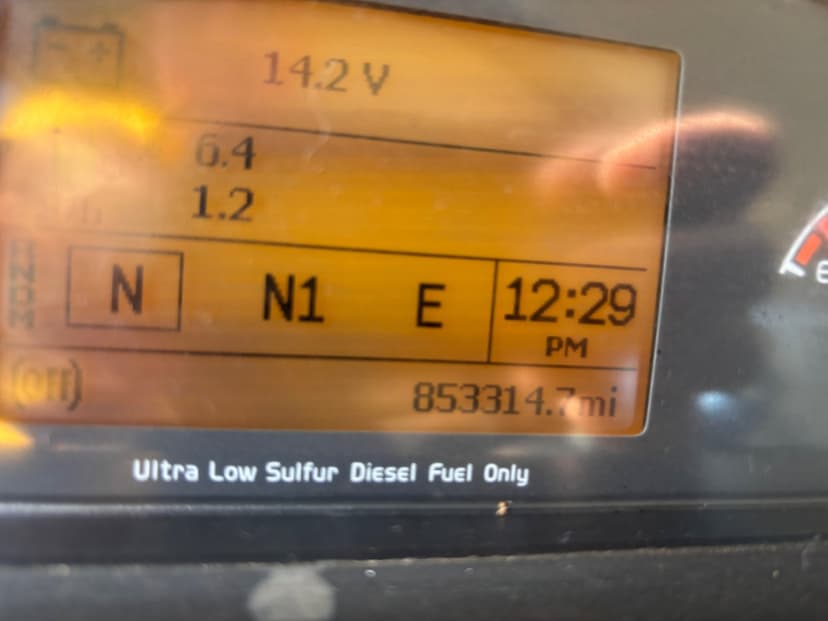 14.2 V
6.4
1.2
N N1 E 12:29
PM
853314.7mi
Ultra Low Sulfur Diesel Fuel Only
E